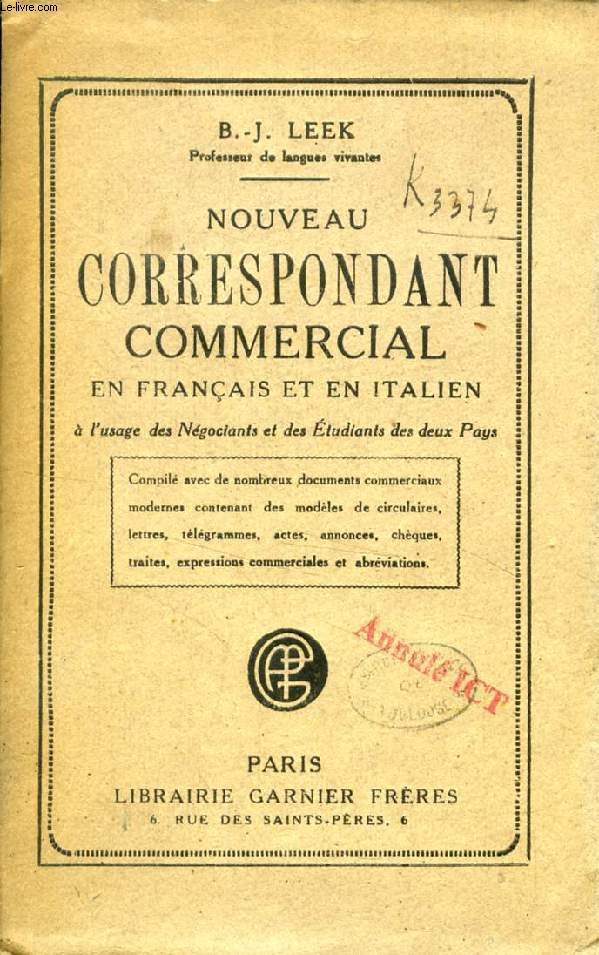 Le-livre.com
B.-J. LEEK
Professeur de langues vivantes
K 3374
NOUVEAU
CORRESPONDANT
COMMERCIAL
EN FRANÇAIS ET EN ITALIEN
à l'usage des Négociants et des Étudiants des deux Pays
Compilé avec de nombreux documents commerciaux
modernes contenant des modèles de circulaires,
lettres, télégrammes, actes, annonces, chèques,
traites, expressions commerciales et abréviations.
Annulé ICT
TOULOUSE
PARIS
LIBRAIRIE GARNIER FRÈRES
6, RUE DES SAINTS-PÈRES, 6